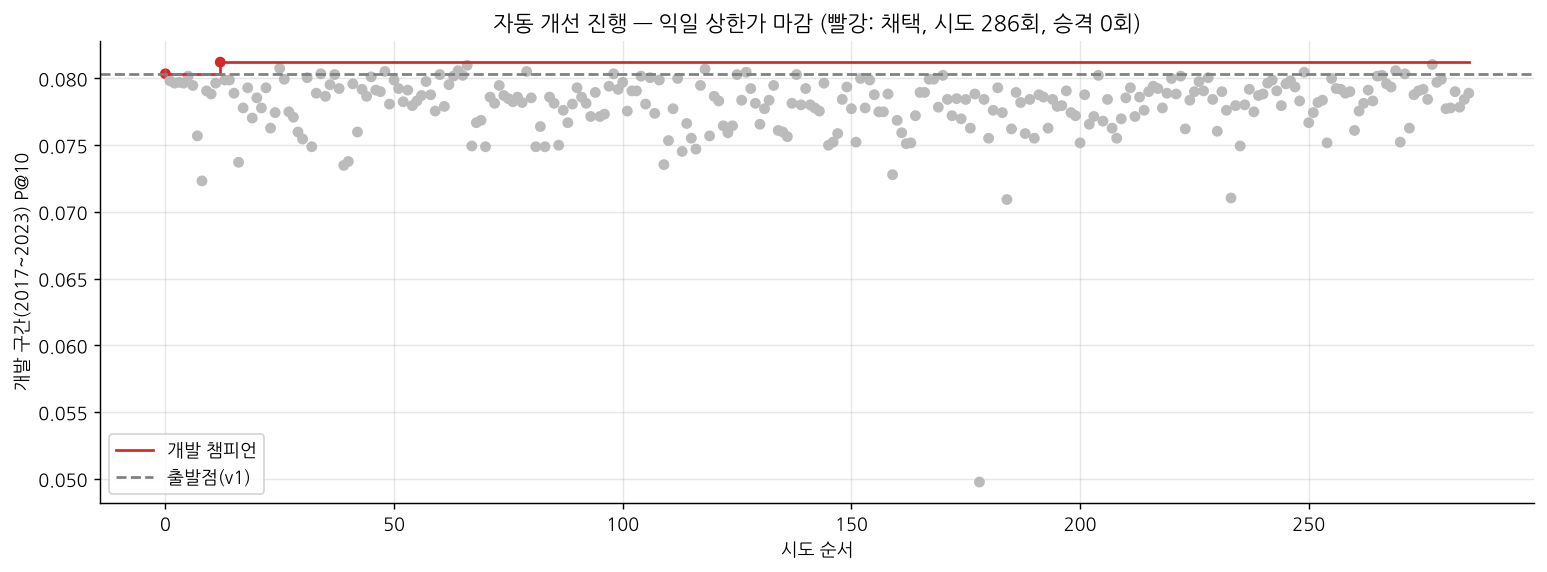 자동 개선 진행 — 익일 상한가 마감 (빨강: 채택, 시도 286회, 승격 0회)
개발 구간(2017~2023) P@10
0.080
0.075
0.070
0.065
0.060
0.055
0.050
개발 챔피언
출발점(v1)
0
50
100
150
200
250
시도 순서